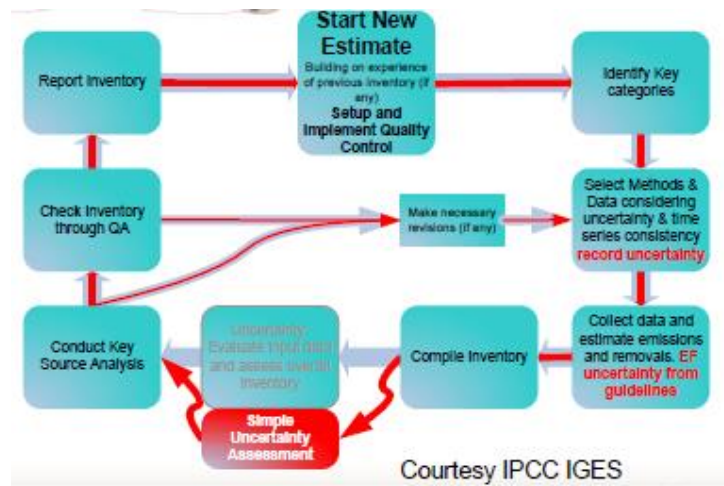 Start New
Estimate
Building on experience
of previous inventory (if
any)
Setup and
Implement Quality
Control
Report Inventory
Identify Key
categories
Check Inventory
through QA
Make necessary
revisions (if any)
Select Methods &
Data considering
uncertainty & time
series consistency
record uncertainty
Conduct Key
Source Analysis
Uncertainty:
Evaluate input data
and assess overall
inventory
Compile Inventory
Collect data and
estimate emissions
and removals. EF
uncertainty from
guidelines
Simple
Uncertainty
Assessment
Courtesy IPCC IGES